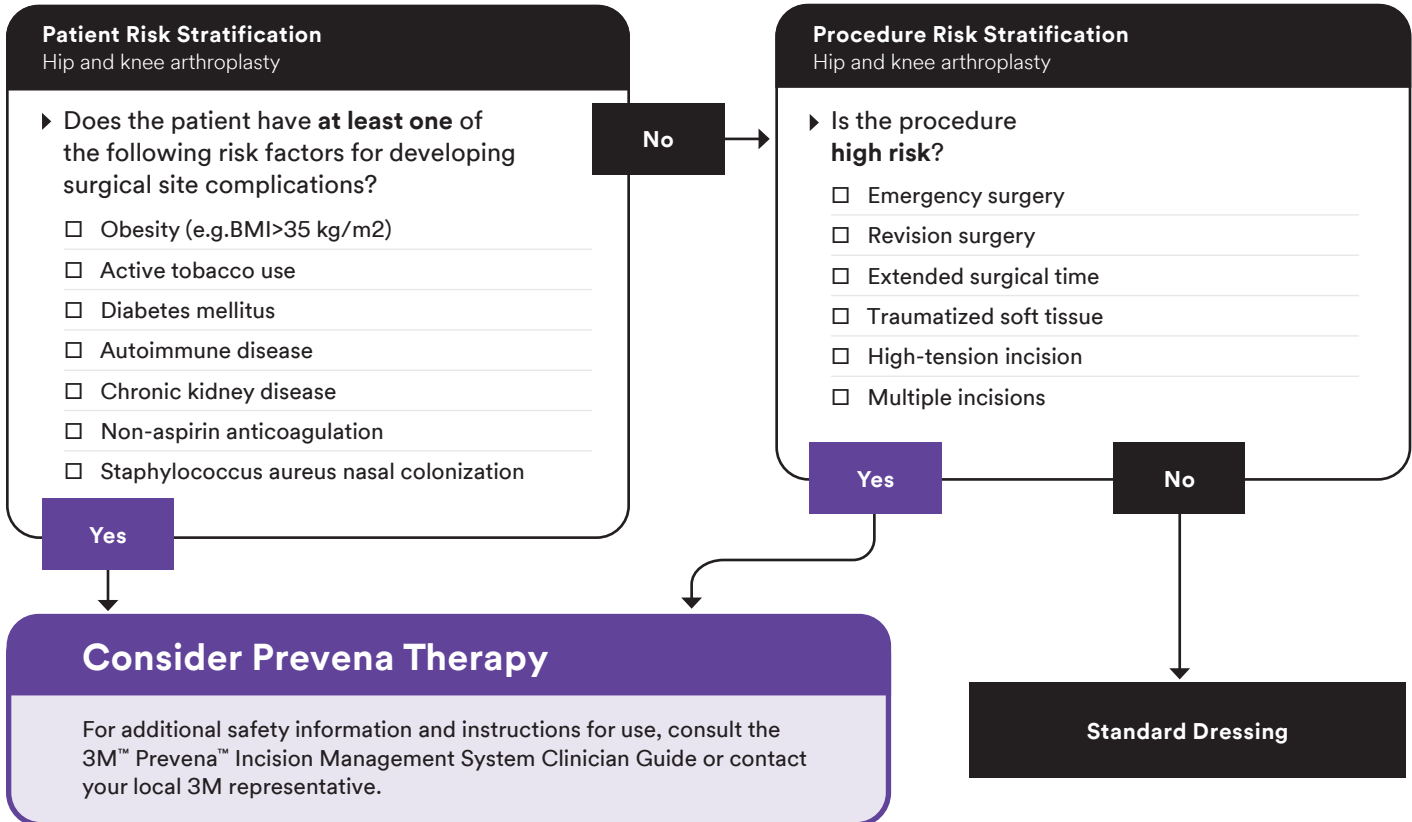 Patient Risk Stratification
Hip and knee arthroplasty
Does the patient have at least one of
the following risk factors for developing
surgical site complications?
Obesity (e.g.BMI>35 kg/m2)
Active tobacco use
Diabetes mellitus
Autoimmune disease
Chronic kidney disease
Non-aspirin anticoagulation
Staphylococcus aureus nasal colonization
Yes
No
Procedure Risk Stratification
Hip and knee arthroplasty
Is the procedure
high risk?
Emergency surgery
Revision surgery
Extended surgical time
Traumatized soft tissue
High-tension incision
Multiple incisions
Yes
No
Consider Prevena Therapy
For additional safety information and instructions for use, consult the
3M™ Prevena™ Incision Management System Clinician Guide or contact
your local 3M representative.
Standard Dressing